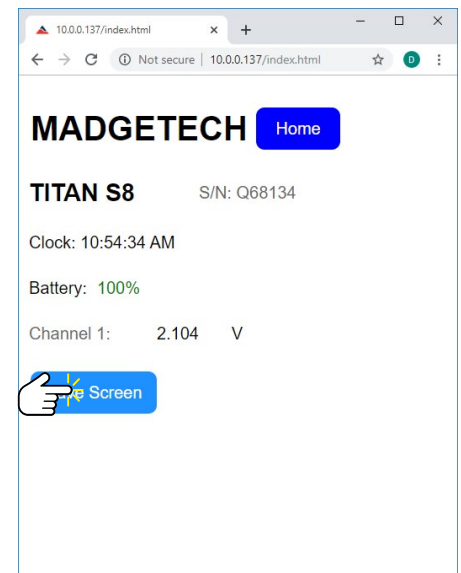 10.0.0.137/index.html
Not secure | 10.0.0.137/index.html
D
MADGETECH Home
TITAN S8 S/N: Q68134
Clock: 10:54:34 AM
Battery: 100%
Channel 1: 2.104 V
Screen